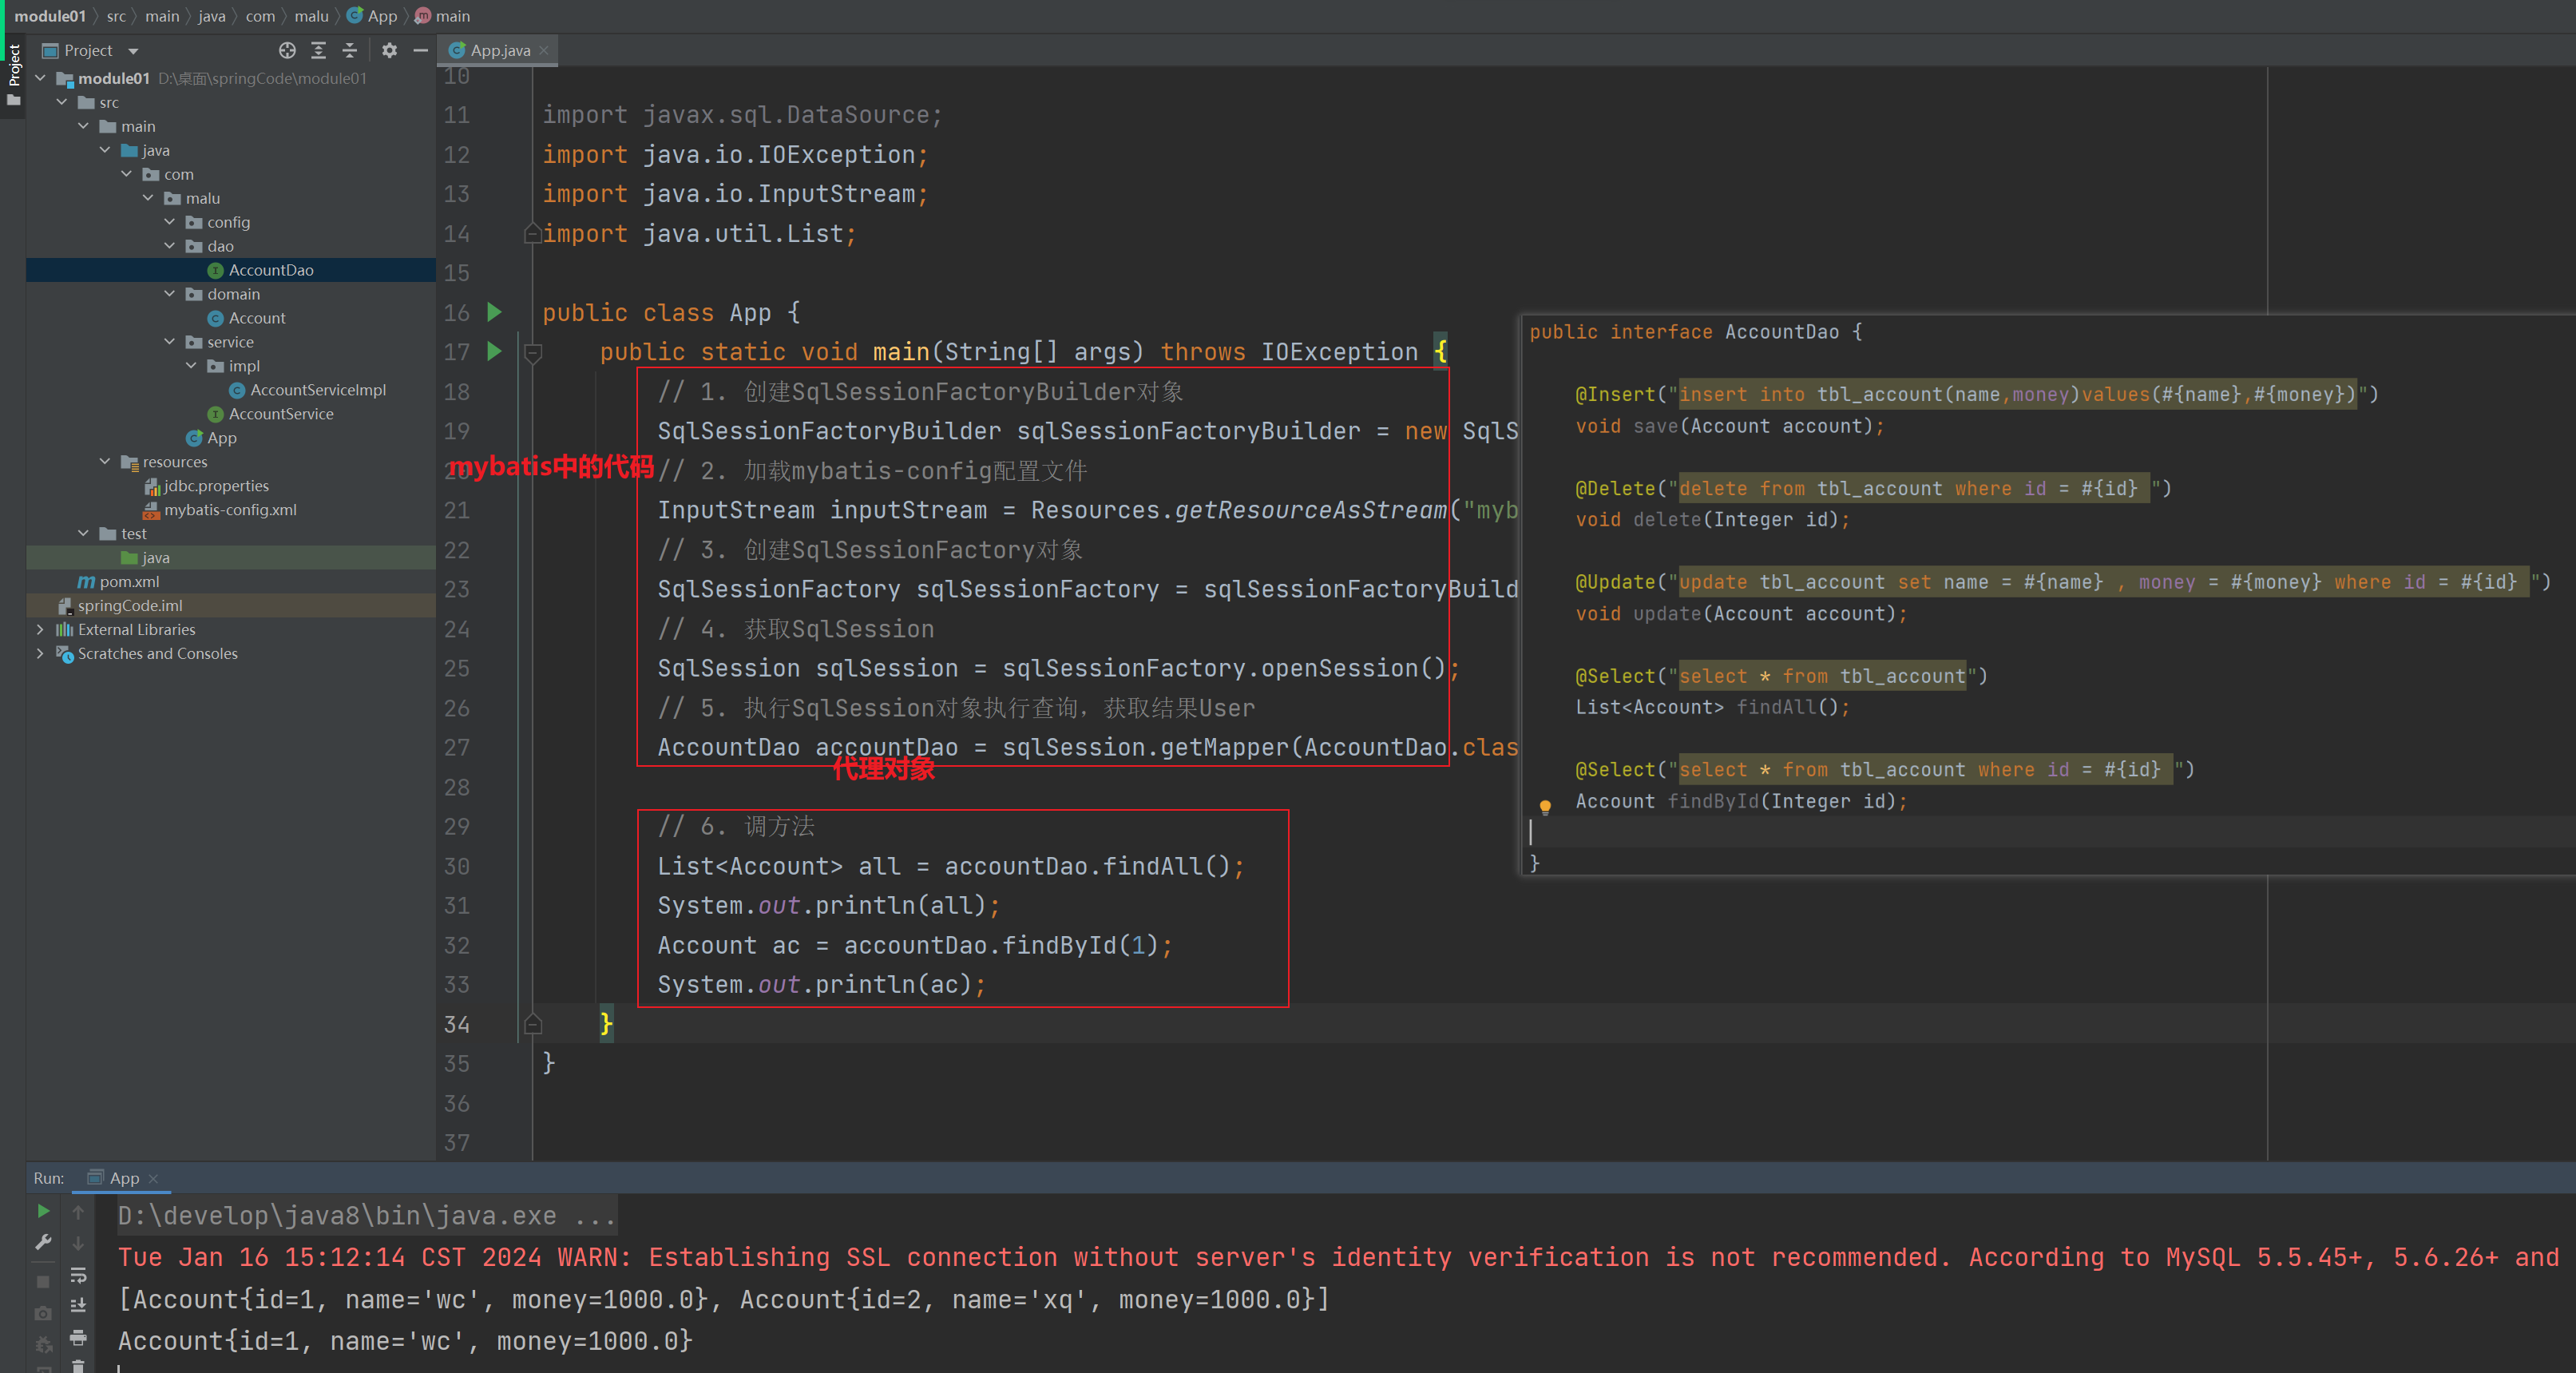 module01 src main java com malu App main
Project
Project
module01 D:\桌面\springCode\module01
src
main
java
com
malu
config
dao
AccountDao
domain
Account
service
impl
AccountServiceImpl
AccountService
App
resources
jdbc.properties
mybatis-config.xml
test
java
pom.xml
springCode.iml
External Libraries
Scratches and Consoles
App.java
10
11 import javax.sql.DataSource;
12 import java.io.IOException;
13 import java.io.InputStream;
14 import java.util.List;
15
16 public class App {
17 public static void main(String[] args) throws IOException {
18 // 1. 创建SqlSessionFactoryBuilder对象
19 SqlSessionFactoryBuilder sqlSessionFactoryBuilder = new SqlS
mybatis中的代码
// 2. 加载mybatis-config配置文件
21 InputStream inputStream = Resources.getResourceAsStream("myb
22 // 3. 创建SqlSessionFactory对象
23 SqlSessionFactory sqlSessionFactory = sqlSessionFactoryBuild
24 // 4. 获取SqlSession
25 SqlSession sqlSession = sqlSessionFactory.openSession();
26 // 5. 执行SqlSession对象执行查询，获取结果User
27 AccountDao accountDao = sqlSession.getMapper(AccountDao.clas
代理对象
28
29 // 6. 调方法
30 List<Account> all = accountDao.findAll();
31 System.out.println(all);
32 Account ac = accountDao.findById(1);
33 System.out.println(ac);
34 }
35 }
36
37
public interface AccountDao {
@Insert("insert into tbl_account(name,money)values(#{name},#{money})")
void save(Account account);
@Delete("delete from tbl_account where id = #{id} ")
void delete(Integer id);
@Update("update tbl_account set name = #{name} , money = #{money} where id = #{id} ")
void update(Account account);
@Select("select * from tbl_account")
List<Account> findAll();
@Select("select * from tbl_account where id = #{id} ")
Account findById(Integer id);
}
Run: App
D:\develop\java8\bin\java.exe ...
Tue Jan 16 15:12:14 CST 2024 WARN: Establishing SSL connection without server's identity verification is not recommended. According to MySQL 5.5.45+, 5.6.26+ and
[Account{id=1, name='wc', money=1000.0}, Account{id=2, name='xq', money=1000.0}]
Account{id=1, name='wc', money=1000.0}